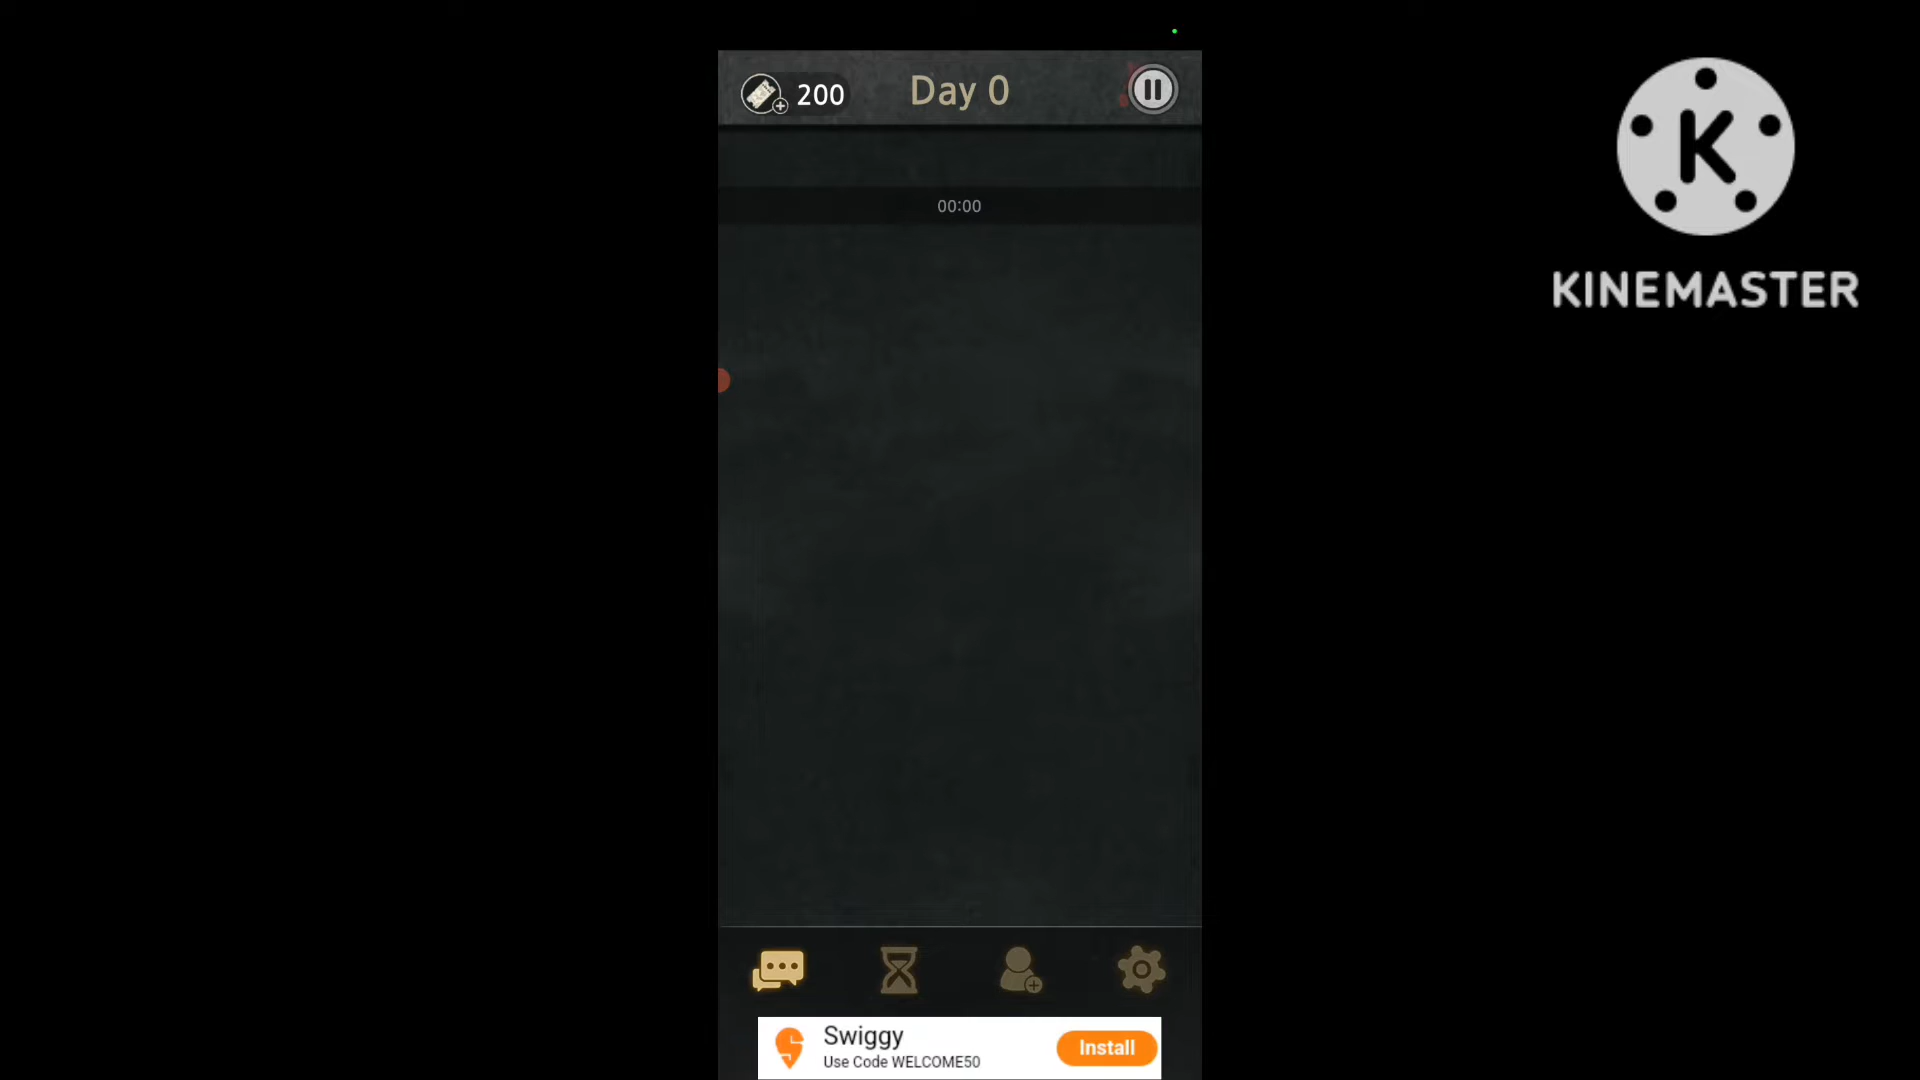 200
Day 0
00:00
K
KINEMASTER
Swiggy
Use Code WELCOME50
Install